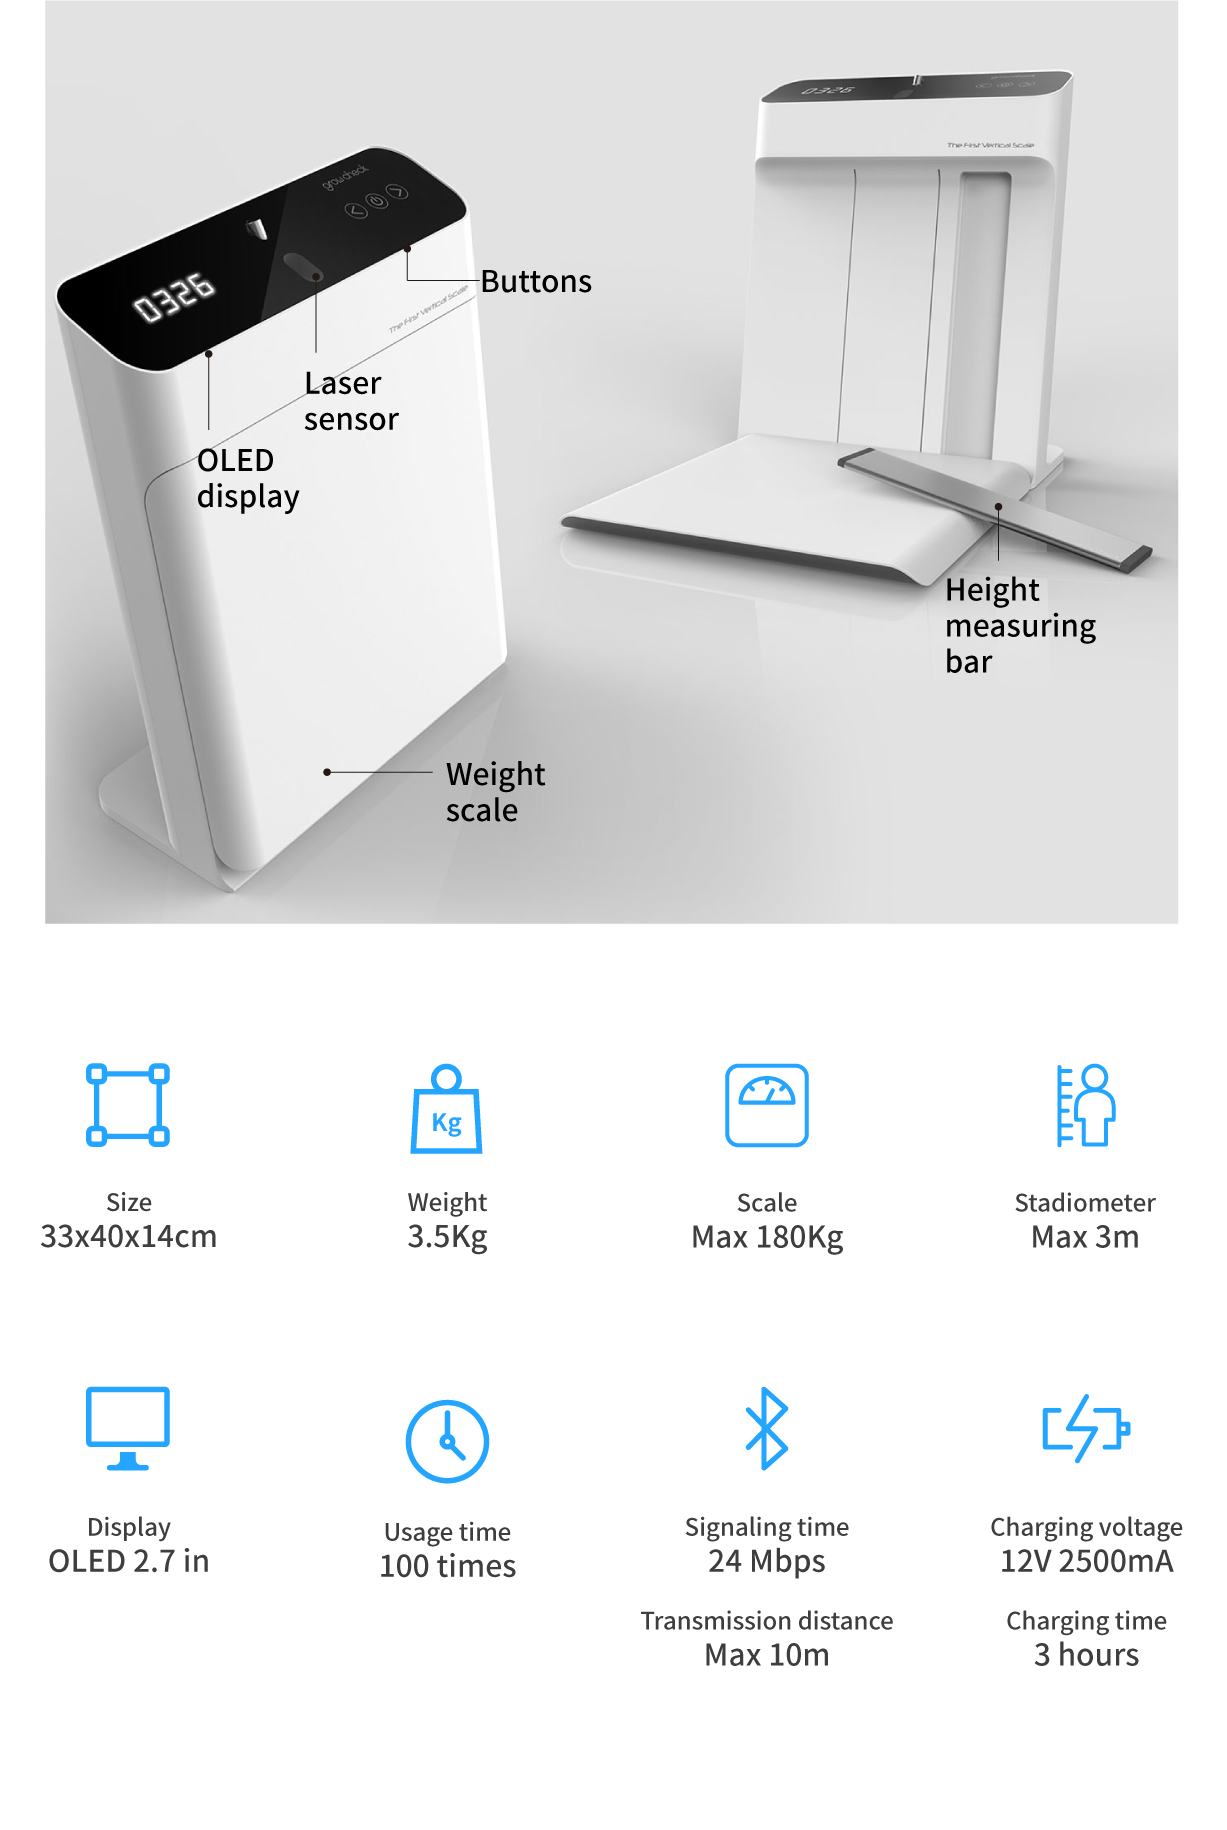 0326
The First Vertical Scale
growcheck
0326
Buttons
The First Vertical Scale
Laser
sensor
OLED
display
Height
measuring
bar
Weight
scale
Kg
Size
33x40x14cm
Weight
3.5Kg
Scale
Max 180Kg
Stadiometer
Max 3m
Display
OLED 2.7 in
Usage time
100 times
Signaling time
24 Mbps
Transmission distance
Max 10m
Charging voltage
12V 2500mA
Charging time
3 hours